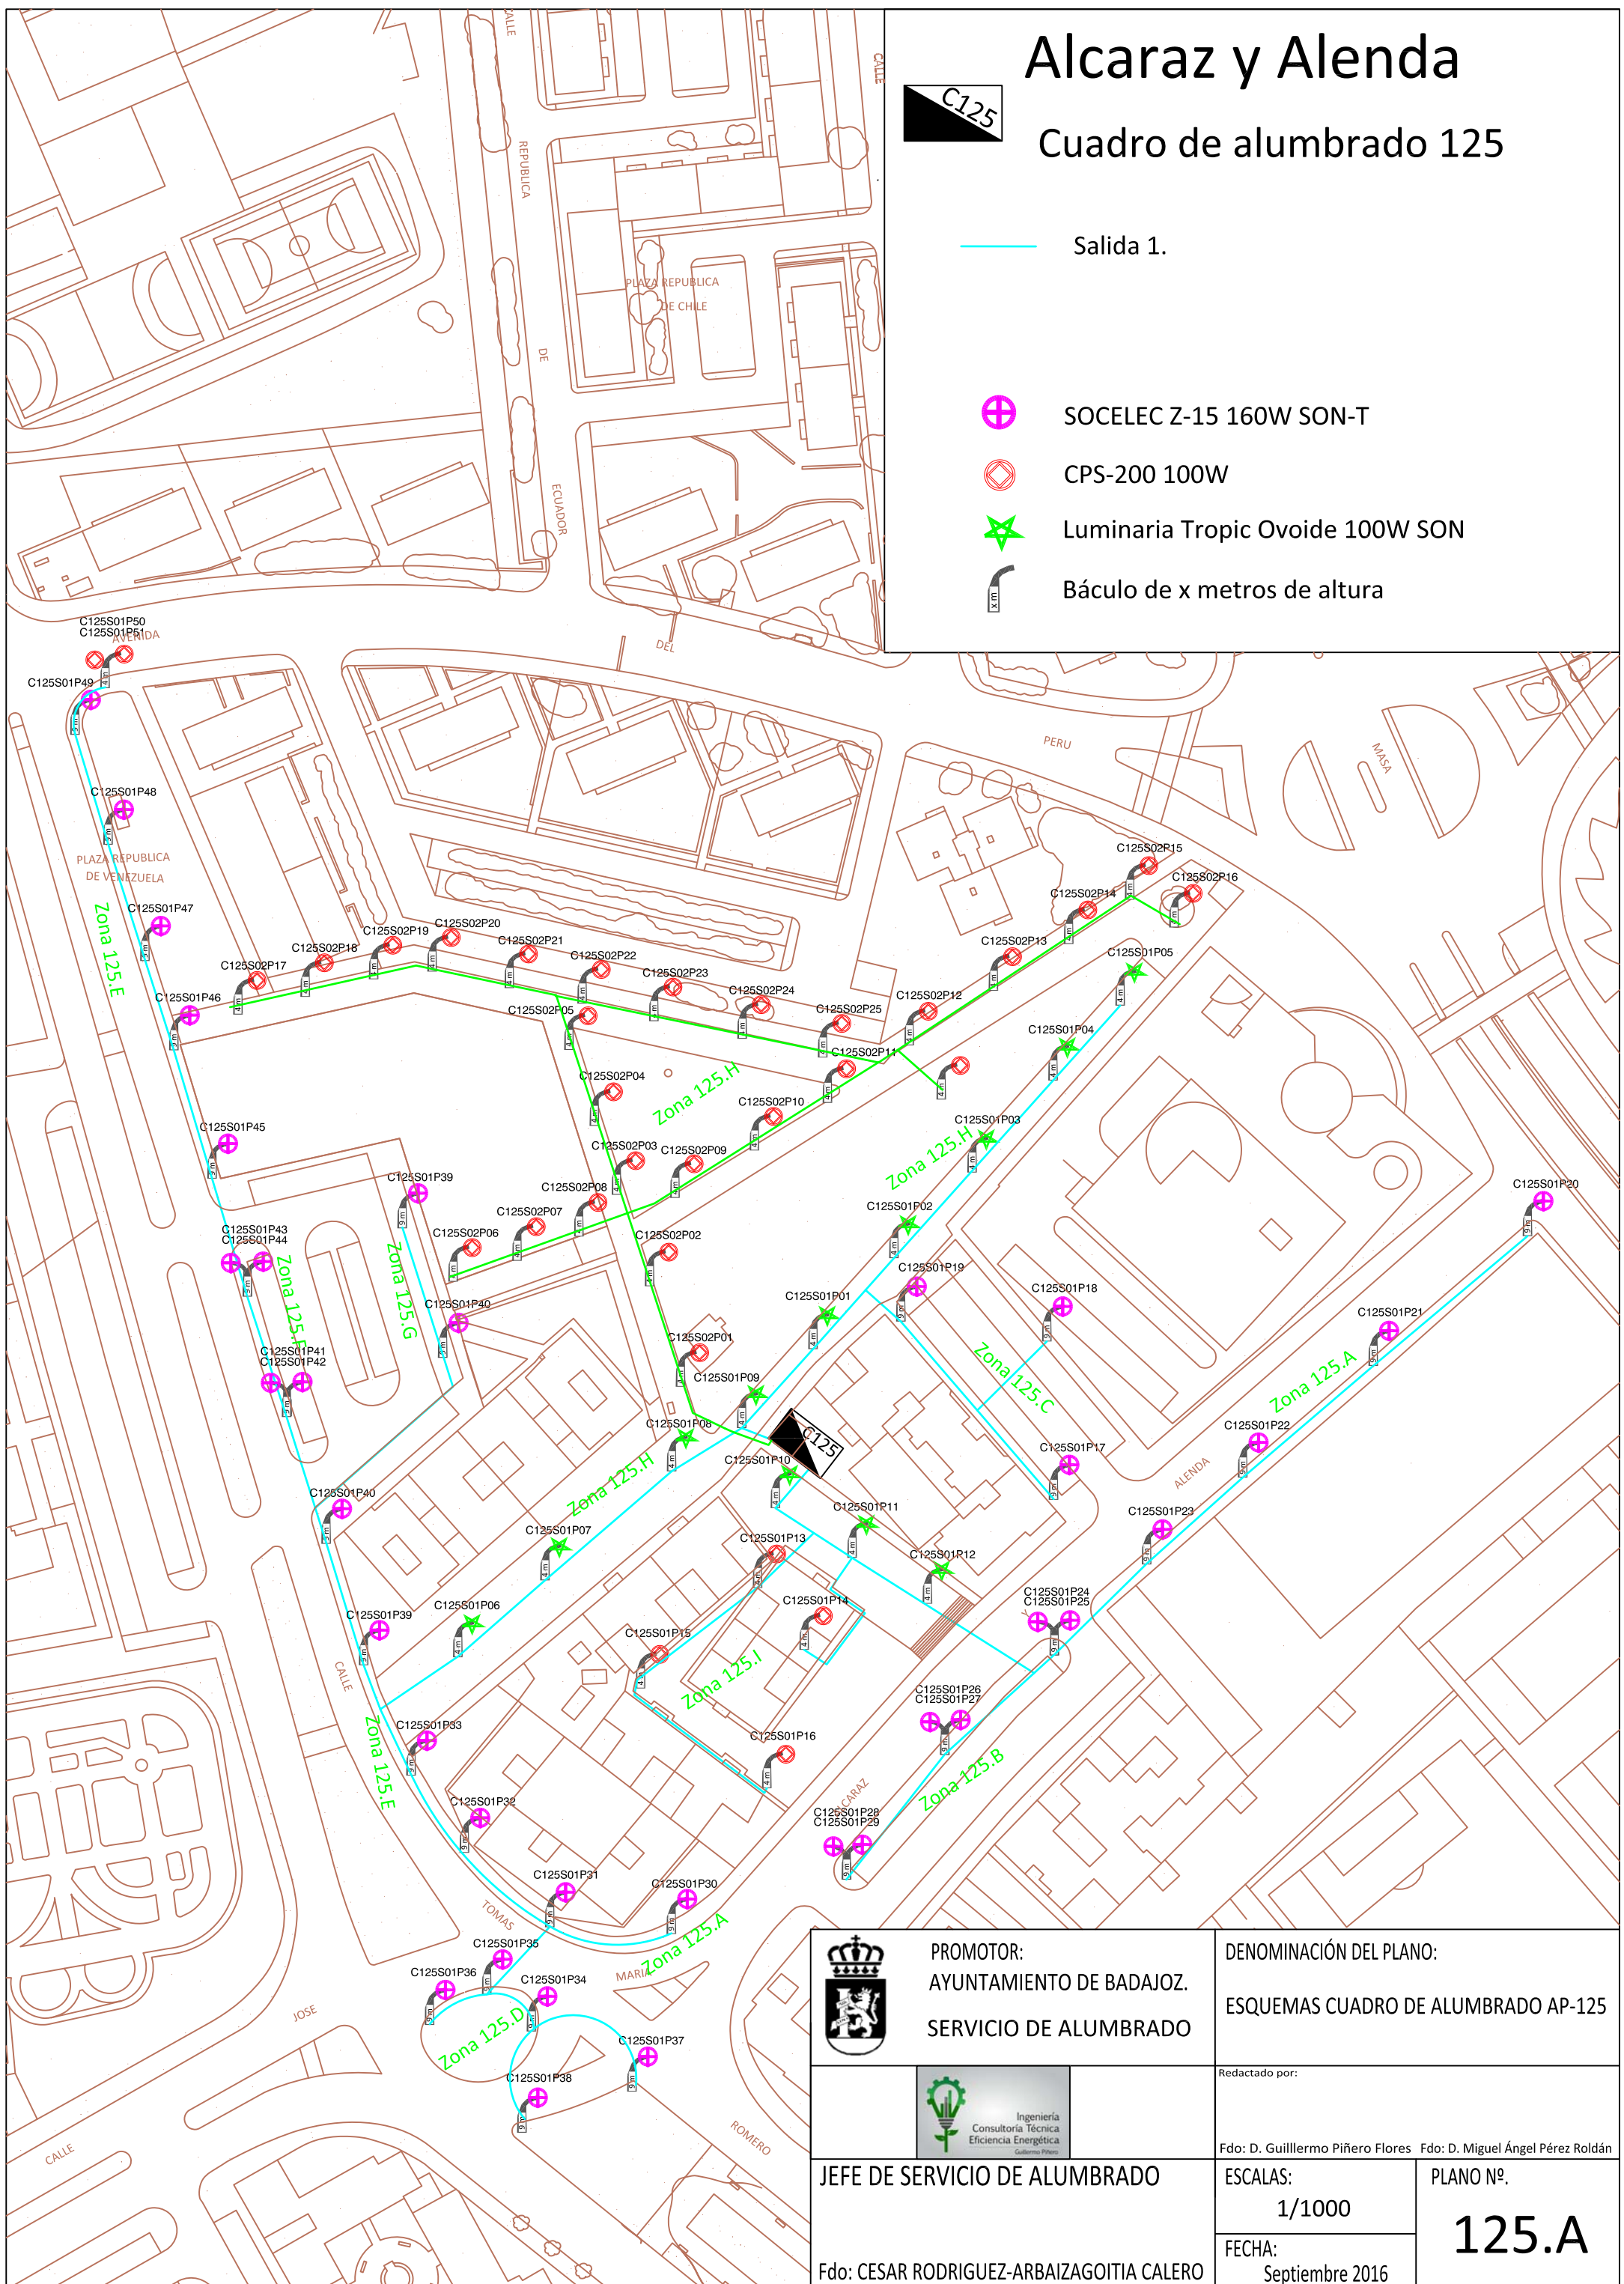 Alcaraz y Alenda
C125
Cuadro de alumbrado 125
Salida 1.
SOCELEC Z-15 160W SON-T
CPS-200 100W
Luminaria Tropic Ovoide 100W SON
x m
Báculo de x metros de altura
CALLE
CALLE
REPUBLICA
PLAZA REPUBLICA
DE CHILE
DE
ECUADOR
C125S01P50
C125S01P51
AVENIDA
DEL
C125S01P49
PERU
MASA
C125S01P48
PLAZA REPUBLICA
DE VENEZUELA
C125S02P15
C125S02P16
C125S02P14
C125S01P47
Zona 125.E
C125S02P20
C125S02P19
C125S02P21
C125S02P18
C125S02P22
C125S02P13
C125S01P05
C125S02P17
C125S02P23
C125S02P24
C125S02P12
C125S01P46
C125S02P05
C125S02P25
C125S01P04
C125S02P11
C125S02P04
Zona 125.H
C125S02P10
C125S01P03
C125S01P45
C125S02P03
C125S02P09
Zona 125.H
C125S01P39
C125S02P08
C125S01P20
C125S01P02
C125S02P07
C125S02P06
C125S01P43
C125S01P44
C125S02P02
Zona 125.F
Zona 125.G
C125S01P19
C125S01P18
C125S01P01
C125S01P40
C125S01P21
C125S02P01
C125S01P41
C125S01P42
Zona 125.C
Zona 125.A
C125S01P09
C125S01P08
C125
C125S01P22
C125S01P17
C125S01P10
Zona 125.H
ALENDA
C125S01P40
C125S01P11
C125S01P23
C125S01P07
C125S01P13
C125S01P12
C125S01P24
C125S01P25
Y
C125S01P06
C125S01P14
C125S01P39
C125S01P15
CALLE
Zona 125.I
C125S01P26
C125S01P27
C125S01P33
Zona 125.E
C125S01P16
Zona 125.B
C125S01P32
ALCARAZ
C125S01P28
C125S01P29
C125S01P31
C125S01P30
TOMAS
Zona 125.A
C125S01P35
MARIA
C125S01P36
C125S01P34
JOSE
Zona 125.D
C125S01P37
C125S01P38
ROMERO
CALLE
PROMOTOR:
AYUNTAMIENTO DE BADAJOZ.
SERVICIO DE ALUMBRADO
DENOMINACIÓN DEL PLANO:
ESQUEMAS CUADRO DE ALUMBRADO AP-125
Ingeniería
Consultoría Técnica
Eficiencia Energética
Guillermo Piñero
Redactado por:
Fdo: D. Guilllermo Piñero Flores Fdo: D. Miguel Ángel Pérez Roldán
JEFE DE SERVICIO DE ALUMBRADO
Fdo: CESAR RODRIGUEZ-ARBAIZAGOITIA CALERO
ESCALAS:
1/1000
FECHA:
Septiembre 2016
PLANO Nº.
125.A